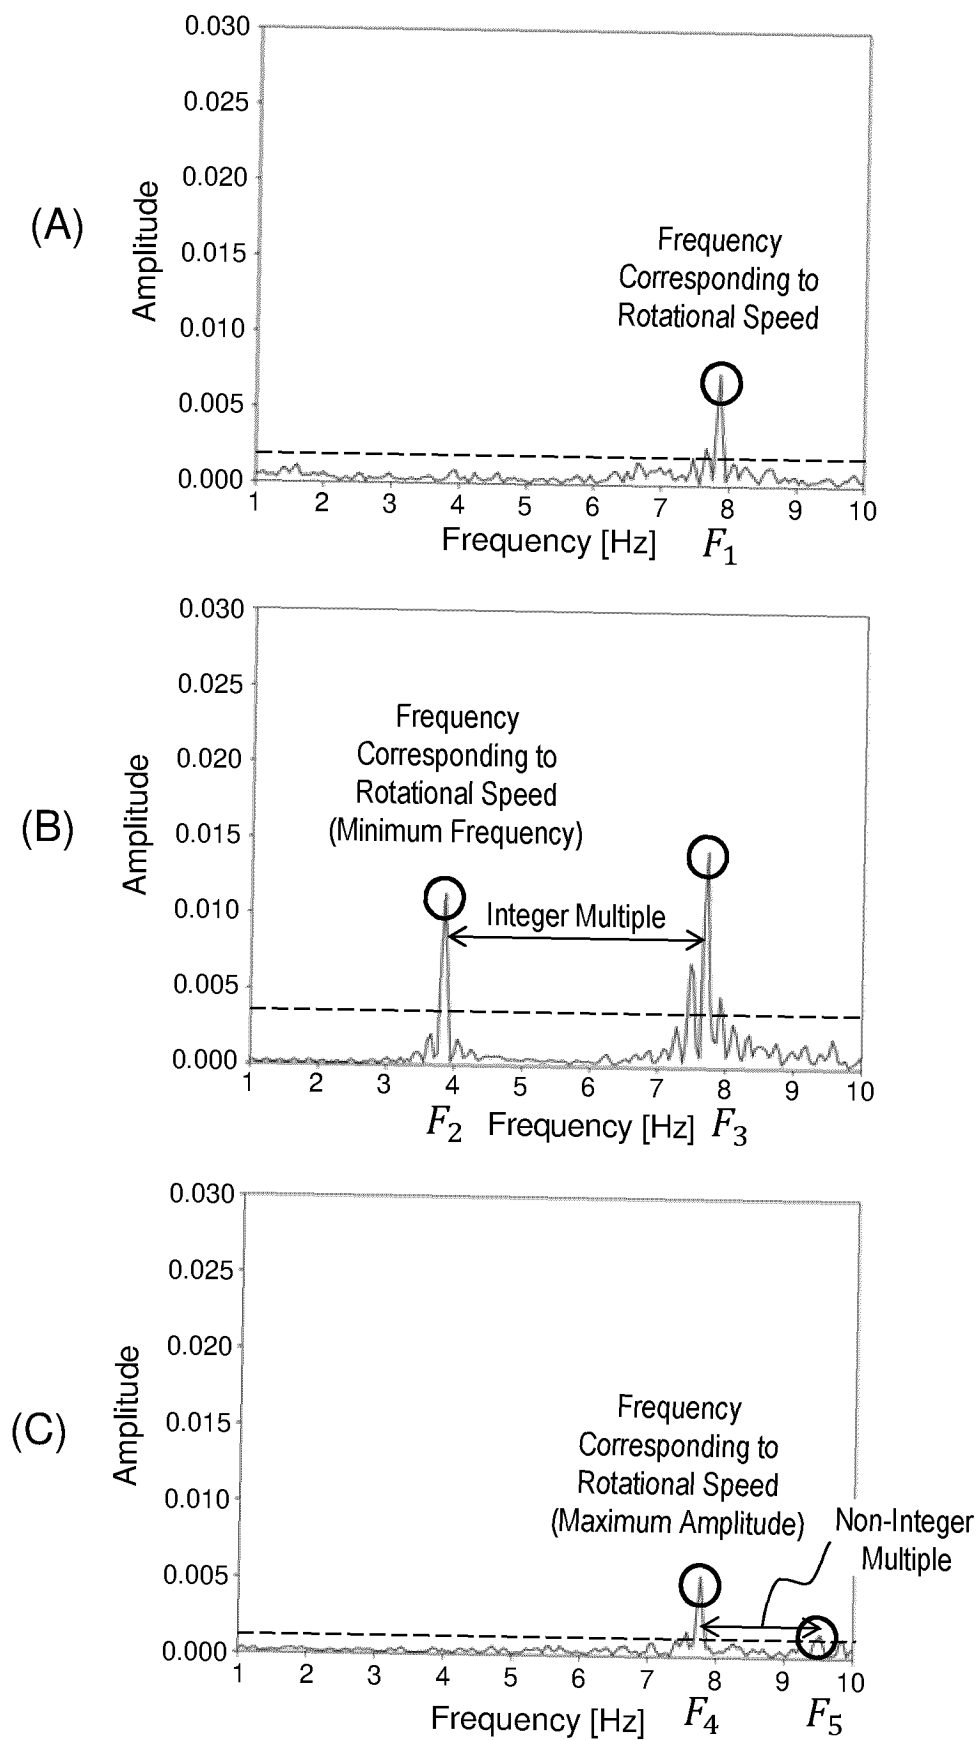 (A)
Amplitude
0.030
0.025
0.020
0.015
0.010
0.005
0.000
Frequency
Corresponding to
Rotational Speed
1 2 3 4 5 6 7 8 9 10
Frequency [Hz] F1
(B)
Amplitude
0.030
0.025
0.020
0.015
0.010
0.005
0.000
Frequency
Corresponding to
Rotational Speed
(Minimum Frequency)
Integer Multiple
1 2 3 4 5 6 7 8 9 10
F2 Frequency [Hz] F3
(C)
Amplitude
0.030
0.025
0.020
0.015
0.010
0.005
0.000
Frequency
Corresponding to
Rotational Speed
(Maximum Amplitude)
Non-Integer
Multiple
1 2 3 4 5 6 7 8 9 10
Frequency [Hz] F4 F5